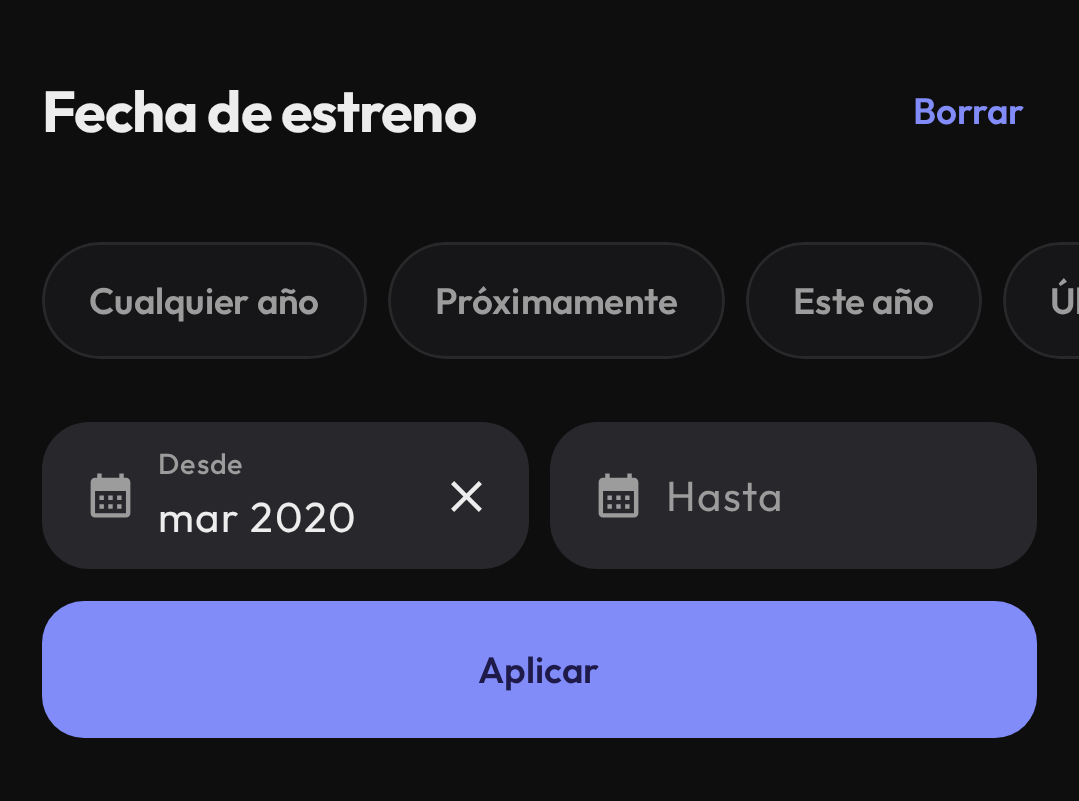 Fecha de estreno
Borrar
Cualquier año
Próximamente
Este año
Desde
mar 2020
Hasta
Aplicar